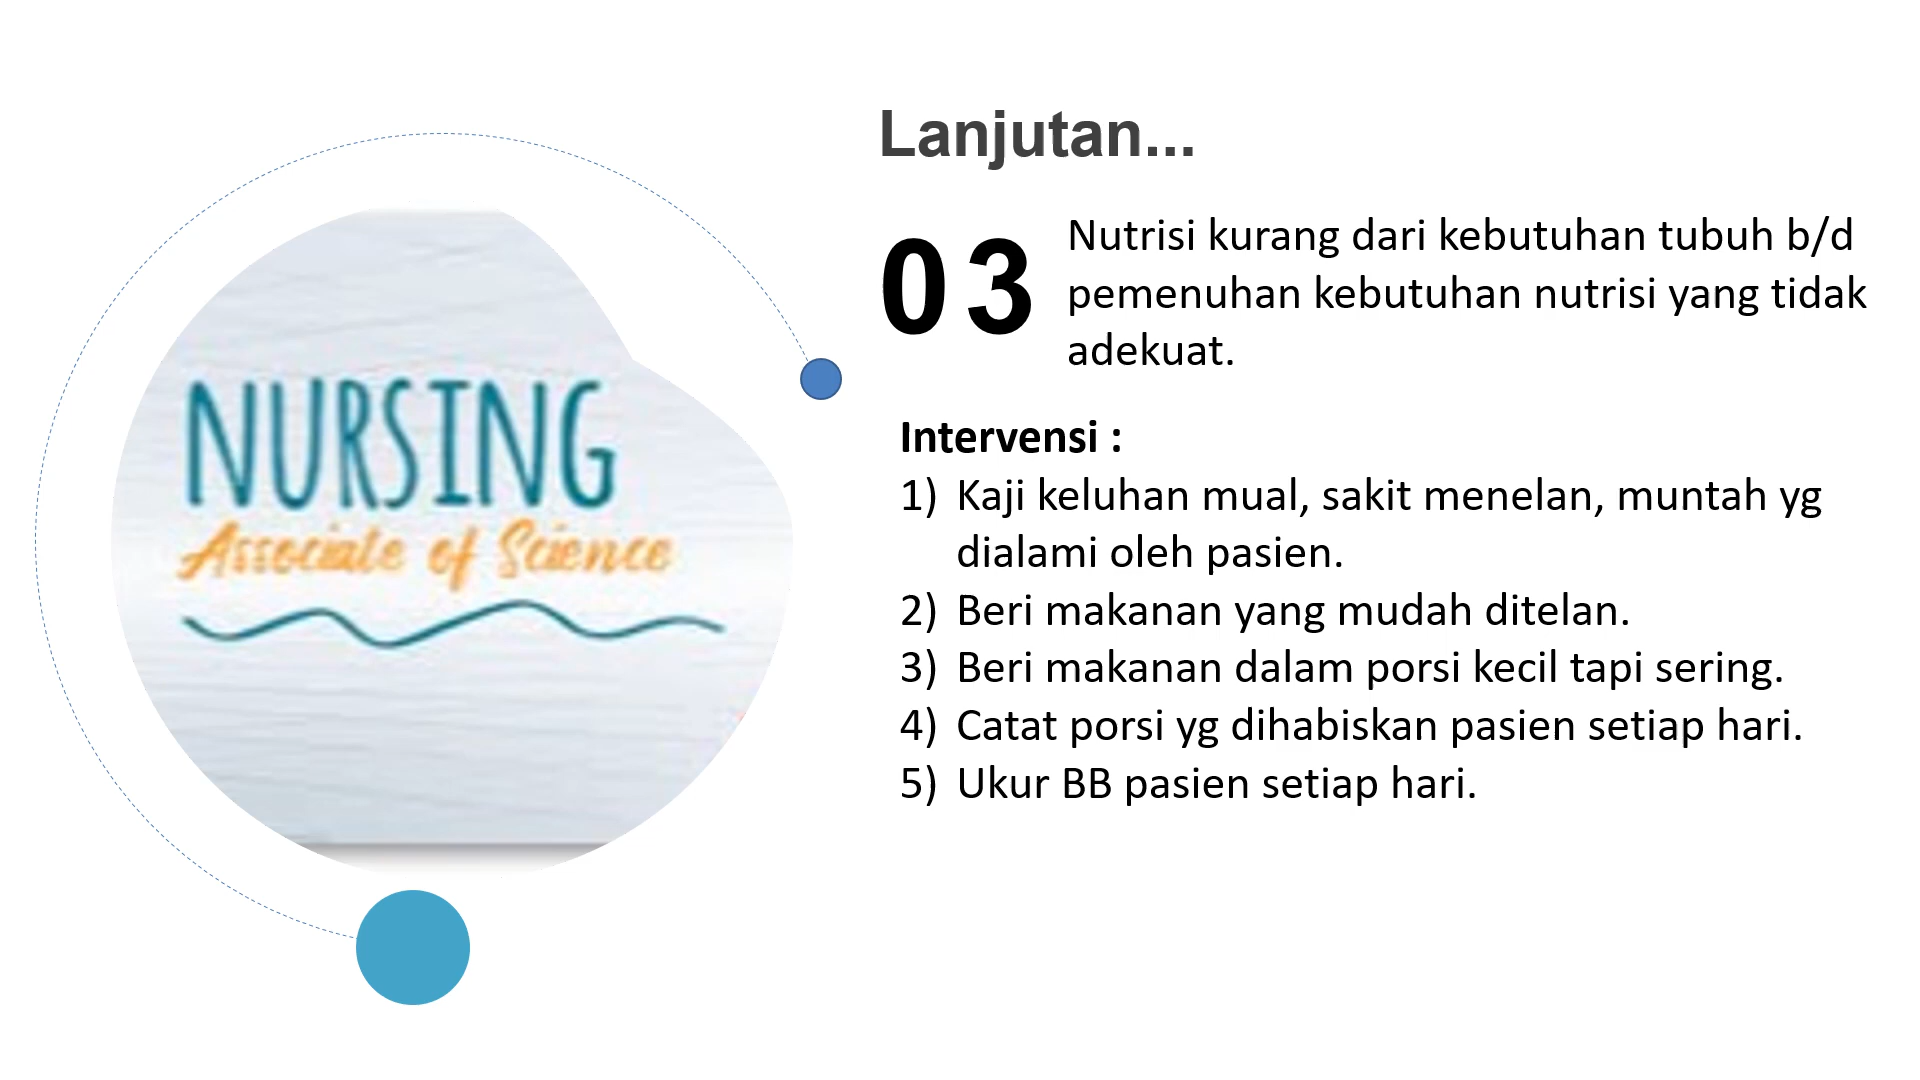 Lanjutan...
03
Nutrisi kurang dari kebutuhan tubuh b/d
pemenuhan kebutuhan nutrisi yang tidak
adekuat.
NURSING
Associate of Science
Intervensi :
1) Kaji keluhan mual, sakit menelan, muntah yg
dialami oleh pasien.
2) Beri makanan yang mudah ditelan.
3) Beri makanan dalam porsi kecil tapi sering.
4) Catat porsi yg dihabiskan pasien setiap hari.
5) Ukur BB pasien setiap hari.